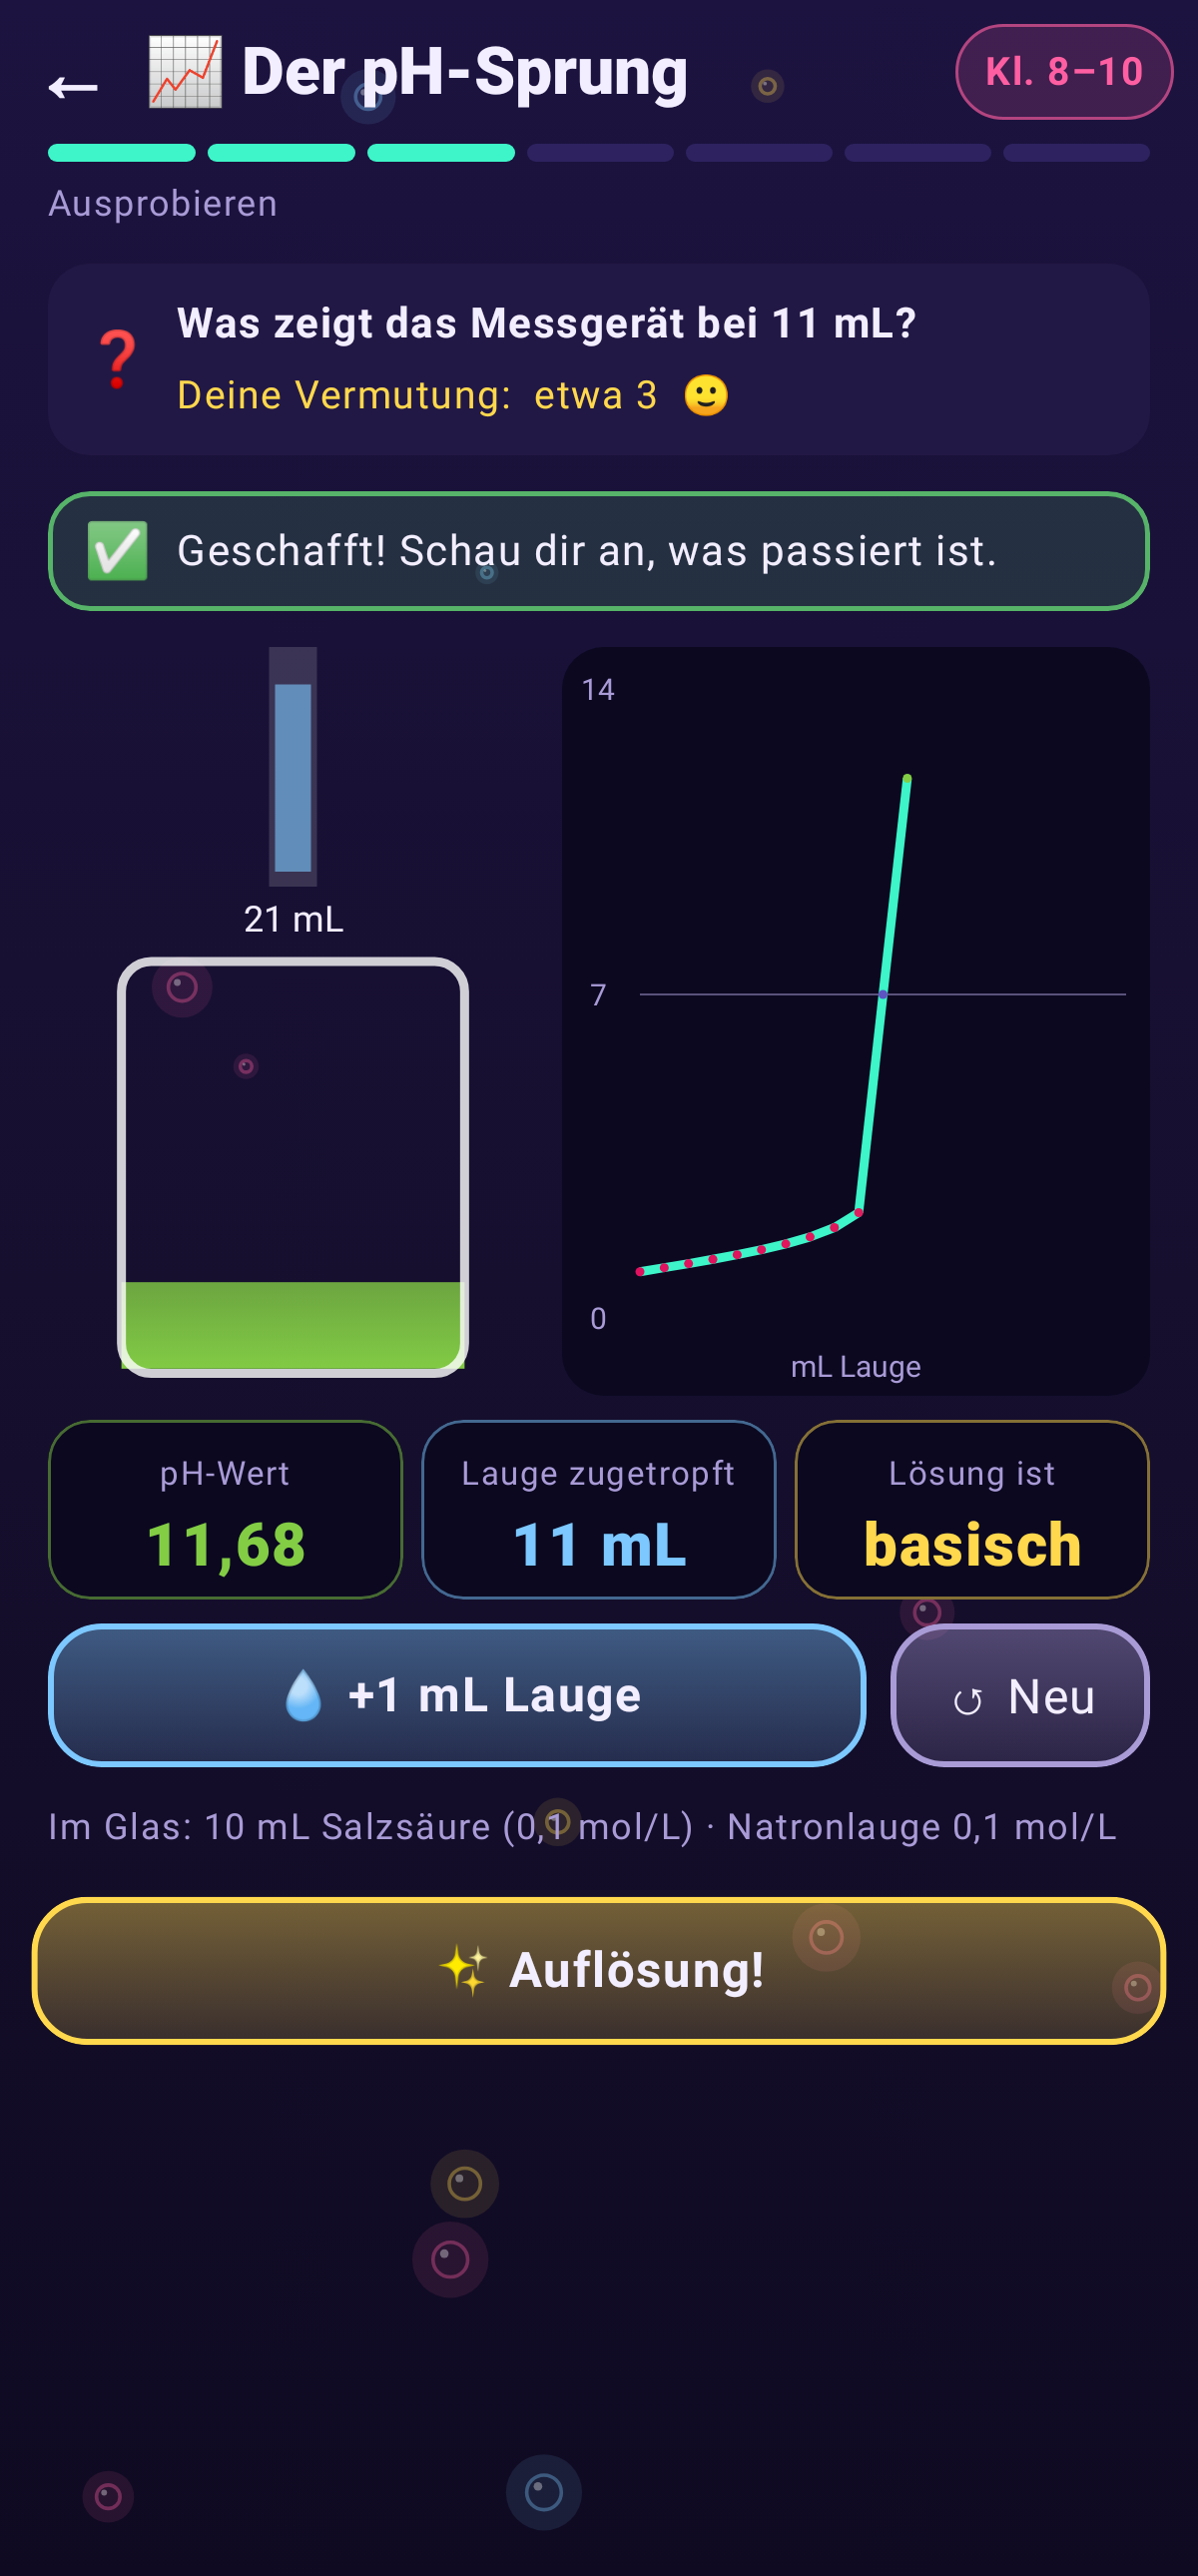 ← 📈 Der pH-Sprung
Kl. 8–10
Ausprobieren
❓ Was zeigt das Messgerät bei 11 mL?
Deine Vermutung: etwa 3 🙂
✅ Geschafft! Schau dir an, was passiert ist.
21 mL
14
7
0
mL Lauge
pH-Wert
11,68
Lauge zugetropft
11 mL
Lösung ist
basisch
💧 +1 mL Lauge
↺ Neu
Im Glas: 10 mL Salzsäure (0,1 mol/L) · Natronlauge 0,1 mol/L
✨ Auflösung!